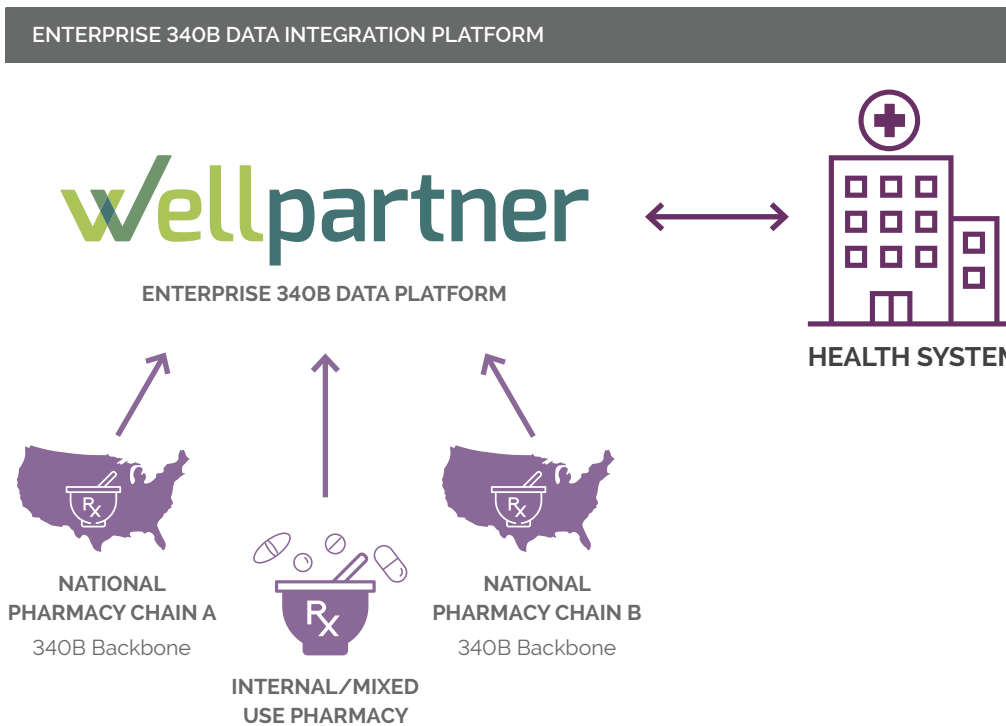 ENTERPRISE 340B DATA INTEGRATION PLATFORM
wellpartner
ENTERPRISE 340B DATA PLATFORM
HEALTH SYSTEM
Rx
Rx
NATIONAL
PHARMACY CHAIN A
340B Backbone
Rx
INTERNAL/MIXED
USE PHARMACY
NATIONAL
PHARMACY CHAIN B
340B Backbone